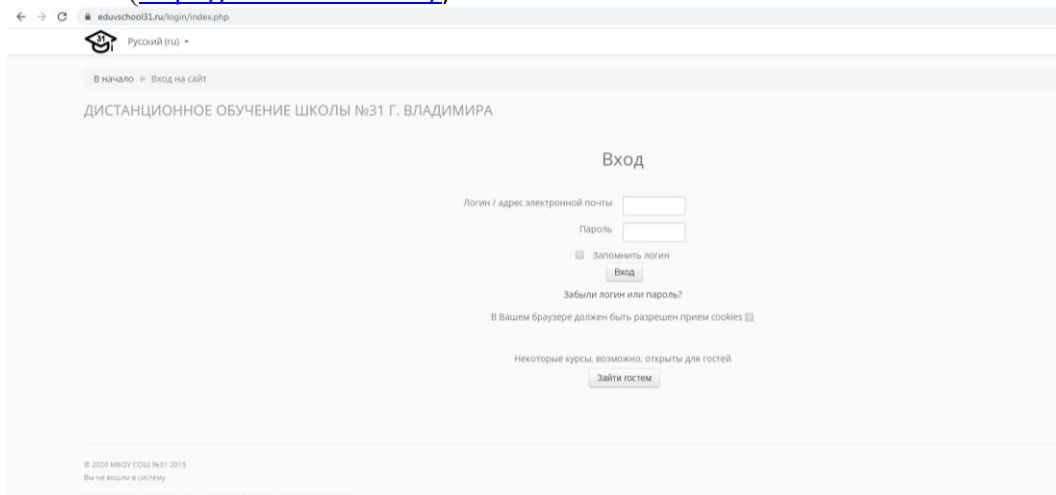 eduvschool31.ru/login/index.php
31
Русский (ru)
В начало ► Вход на сайт
ДИСТАНЦИОННОЕ ОБУЧЕНИЕ ШКОЛЫ №31 Г. ВЛАДИМИРА
Вход
Логин / адрес электронной почты
Пароль
Запомнить логин
Вход
Забыли логин или пароль?
В Вашем браузере должен быть разрешен прием cookies
Некоторые курсы, возможно, открыты для гостей
Зайти гостем
© 2020 МБОУ СОШ №31 2015
Вы не вошли в систему